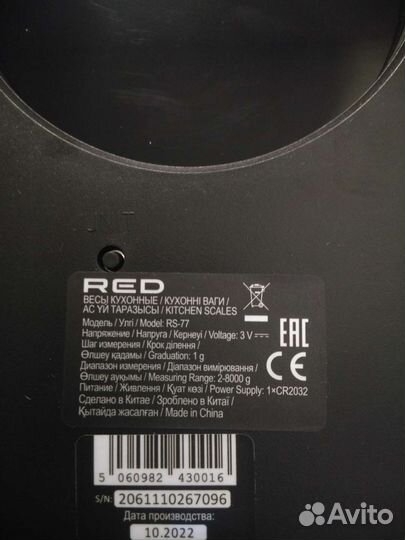 RED
ВЕСЫ КУХОННЫЕ / КУХОННІ ВАГИ /
АС ҮЙ ТАРАЗЫСЫ / KITCHEN SCALES
Модель / Үлгі / Model: RS-77
Напряжение / Напруга / Кернеуі / Voltage: 3 V
Шаг измерения / Крок ділення /
Өлшеу қадамы / Graduation: 1 g
Диапазон измерения / Діапазон вимірювання /
Өлшеу ауқымы / Measuring Range: 2-8000 g
Питание / Живлення / Қуат көзі / Power Supply: 1×CR2032
Сделано в Китае / Зроблено в Китаї /
Қытайда жасалған / Made in China
EAC
CE
5 060982 430016
S/N: 2061110267096
Дата производства:
10.2022
Avito